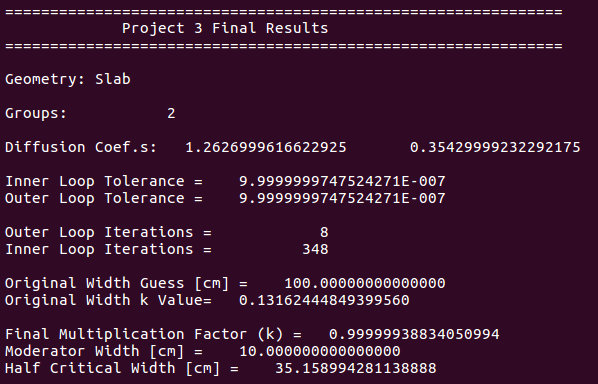 ==============================================================
Project 3 Final Results
==============================================================
Geometry: Slab
Groups: 2
Diffusion Coef.s: 1.2626999616622925 0.35429999232292175
Inner Loop Tolerance = 9.9999999747524271E-007
Outer Loop Tolerance = 9.9999999747524271E-007
Outer Loop Iterations = 8
Inner Loop Iterations = 348
Original Width Guess [cm] = 100.00000000000000
Original Width k Value= 0.13162444849399560
Final Multiplication Factor (k) = 0.99999938834050994
Moderator Width [cm] = 10.000000000000000
Half Critical Width [cm] = 35.158994281138888